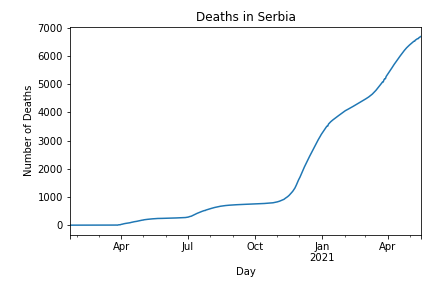 Deaths in Serbia
Number of Deaths
7000
6000
5000
4000
3000
2000
1000
0
Apr
Jul
Oct
Jan
2021
Apr
Day